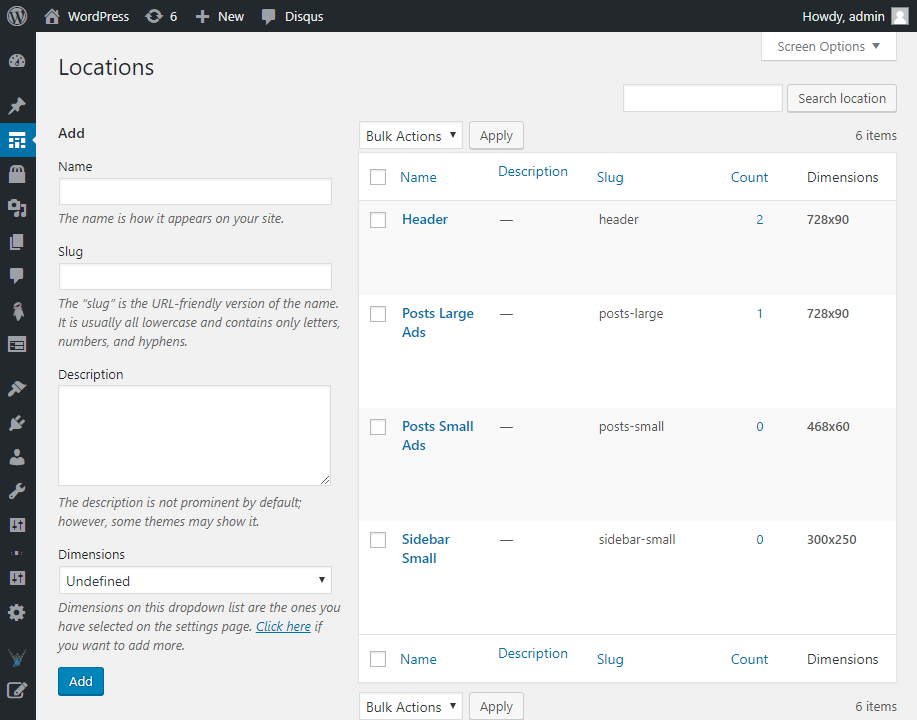 WordPress 6 New Disqus Howdy, admin
Screen Options ▼
Locations
Search location
Add
Name
The name is how it appears on your site.
Slug
The “slug” is the URL-friendly version of the name.
It is usually all lowercase and contains only letters,
numbers, and hyphens.
Description
The description is not prominent by default;
however, some themes may show it.
Dimensions
Undefined
Dimensions on this dropdown list are the ones you
have selected on the settings page. Click here if
you want to add more.
Add
Bulk Actions Apply 6 items
Name Description Slug Count Dimensions
Header — header 2 728x90
Posts Large — posts-large 1 728x90
Ads
Posts Small — posts-small 0 468x60
Ads
Sidebar — sidebar-small 0 300x250
Small
Name Description Slug Count Dimensions
Bulk Actions Apply 6 items